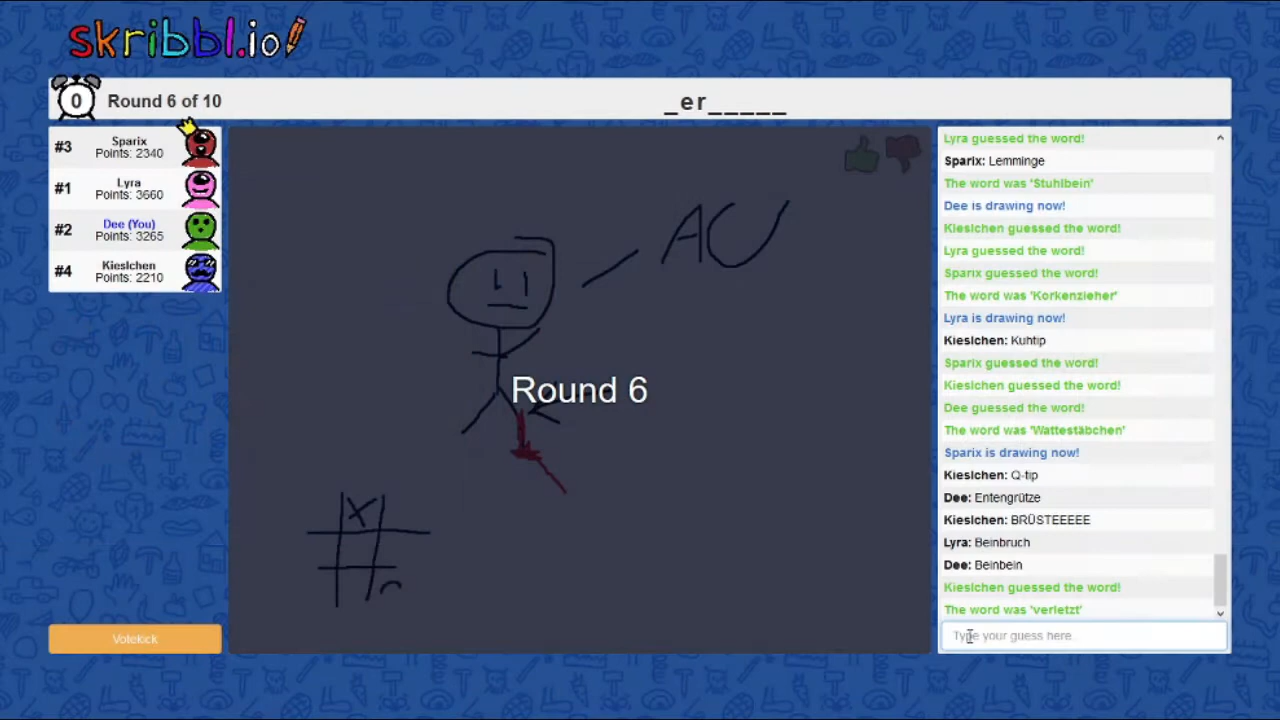 skribbl.io
0
Round 6 of 10
_er_____
#3
Sparix
Points: 2340
#1
Lyra
Points: 3660
#2
Dee (You)
Points: 3265
#4
Kieslchen
Points: 2210
AU
Round 6
Votekick
Lyra guessed the word!
Sparix: Lemminge
The word was 'Stuhlbein'
Dee is drawing now!
Kieslchen guessed the word!
Lyra guessed the word!
Sparix guessed the word!
The word was 'Korkenzieher'
Lyra is drawing now!
Kieslchen: Kuhtip
Sparix guessed the word!
Kieslchen guessed the word!
Dee guessed the word!
The word was 'Wattestäbchen'
Sparix is drawing now!
Kieslchen: Q-tip
Dee: Entengrütze
Kieslchen: BRÜSTEEEEE
Lyra: Beinbruch
Dee: Beinbein
Kieslchen guessed the word!
The word was 'verletzt'
Type your guess here.